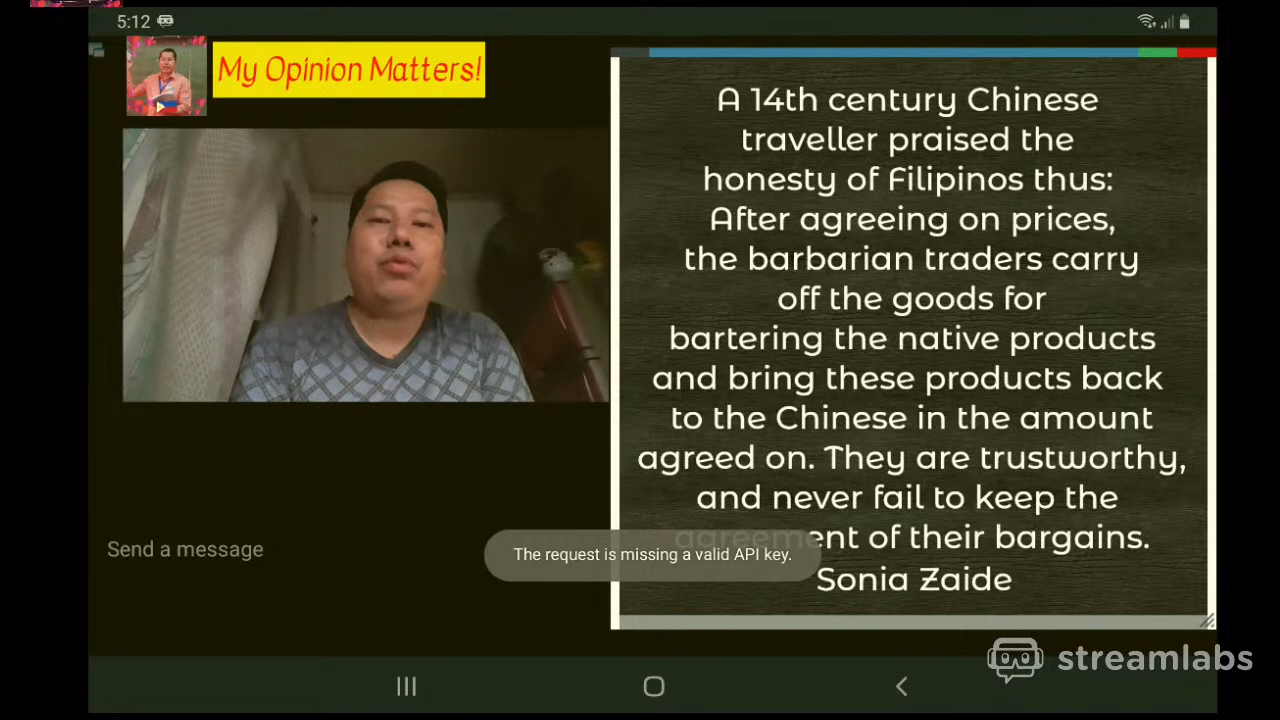 5:12
My Opinion Matters!
A 14th century Chinese
traveller praised the
honesty of Filipinos thus:
After agreeing on prices,
the barbarian traders carry
off the goods for
bartering the native products
and bring these products back
to the Chinese in the amount
agreed on. They are trustworthy,
and never fail to keep the
agreement of their bargains.
Sonia Zaide
Send a message
The request is missing a valid API key.
streamlabs